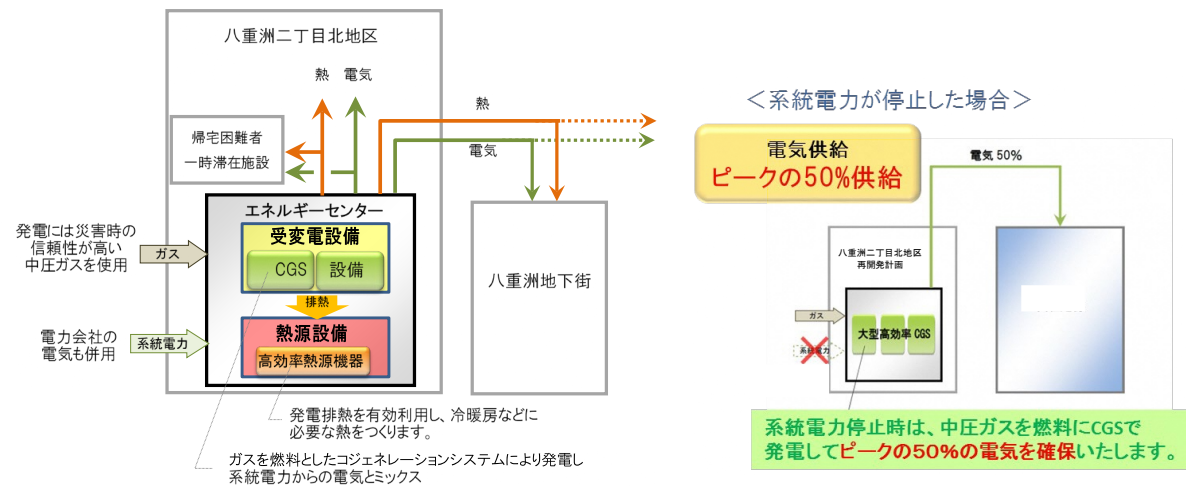 八重洲二丁目北地区
熱
電気
熱
電気
帰宅困難者
一時滞在施設
エネルギーセンター
受変電設備
CGS
設備
排熱
熱源設備
高効率熱源機器
発電には災害時の
信頼性が高い
中圧ガスを使用
ガス
電力会社の
電気も併用
系統電力
八重洲地下街
発電排熱を有効利用し、冷暖房などに
必要な熱をつくります。
ガスを燃料としたコジェネレーションシステムにより発電し
系統電力からの電気とミックス
＜系統電力が停止した場合＞
電気供給
ピークの50%供給
電気 50%
八重洲二丁目北地区
再開発計画
ガス
系統電力
大型高効率 CGS
系統電力停止時は、中圧ガスを燃料にCGSで
発電してピークの50%の電気を確保いたします。